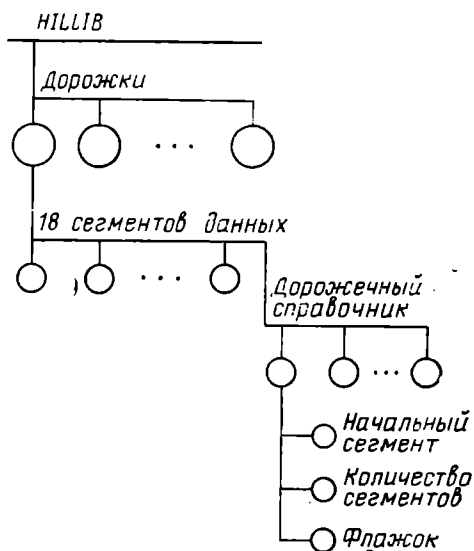 HILLIB
Дорожки
...
18 сегментов данных
...
Дорожечный
справочник
...
Начальный
сегмент
Количество
сегментов
Флажок